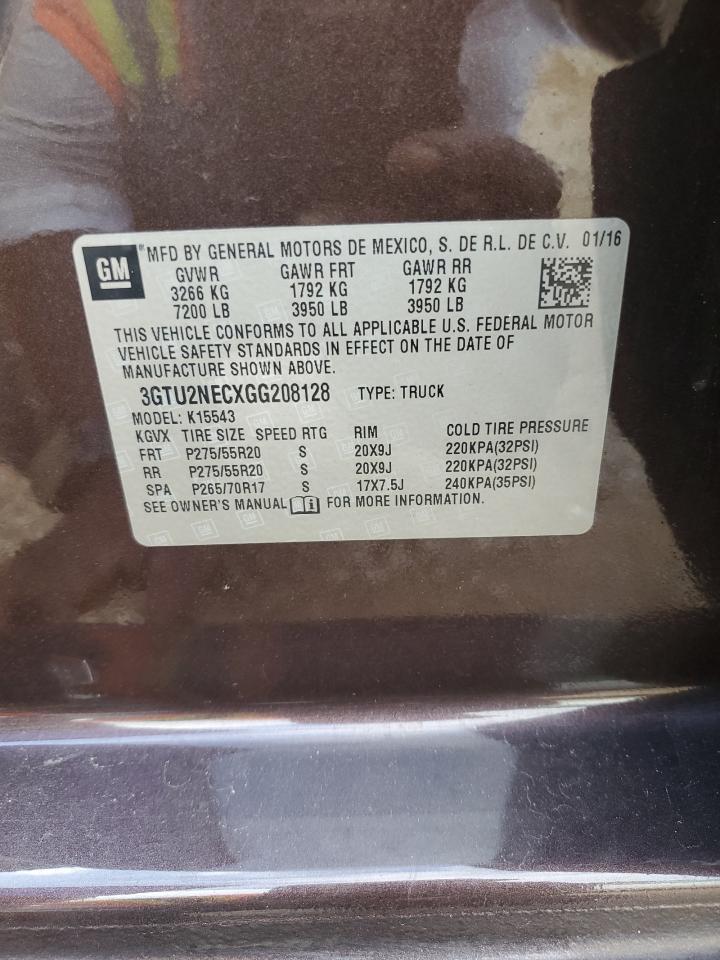 GM ® MFD BY GENERAL MOTORS DE MEXICO, S. DE R.L. DE C.V. 01/16
GVWR GAWR FRT GAWR RR
3266 KG 1792 KG 1792 KG
7200 LB 3950 LB 3950 LB
THIS VEHICLE CONFORMS TO ALL APPLICABLE U.S. FEDERAL MOTOR
VEHICLE SAFETY STANDARDS IN EFFECT ON THE DATE OF
MANUFACTURE SHOWN ABOVE.
3GTU2NECXGG208128 TYPE: TRUCK
MODEL: K15543
KGVX TIRE SIZE SPEED RTG RIM COLD TIRE PRESSURE
FRT P275/55R20 S 20X9J 220KPA(32PSI)
RR P275/55R20 S 20X9J 220KPA(32PSI)
SPA P265/70R17 S 17X7.5J 240KPA(35PSI)
SEE OWNER'S MANUAL FOR MORE INFORMATION.